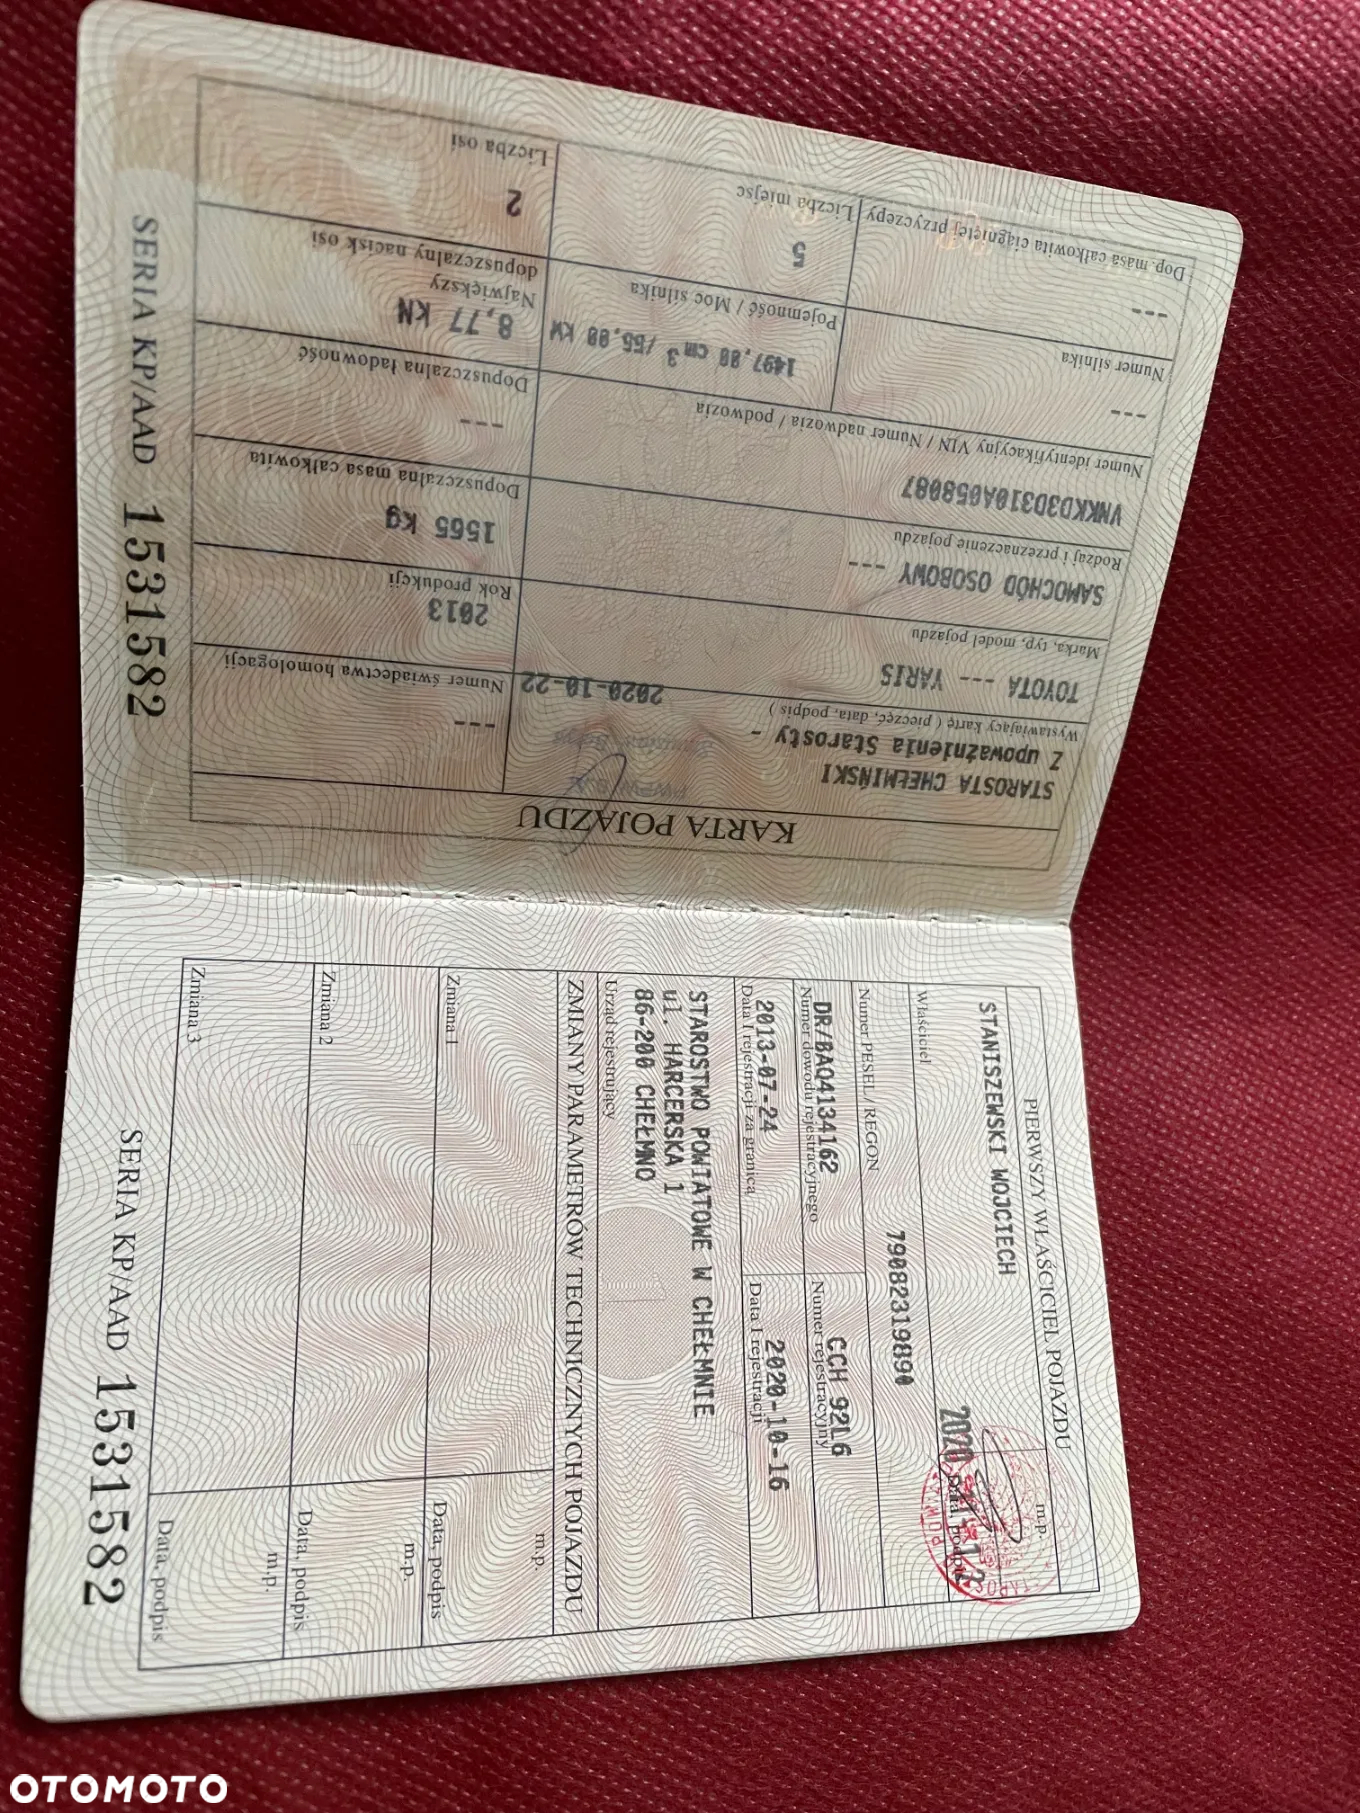 KARTA POJAZDU
STAROSTA CHEŁMIŃSKI
Z upoważnienia Starosty -
2020-10-22
Wystawiający kartę ( pieczęć, data, podpis )
---
Numer świadectwa homologacji
TOYOTA --- YARIS
Marka, typ, model pojazdu
2013
Rok produkcji
SAMOCHÓD OSOBOWY ---
Rodzaj i przeznaczenie pojazdu
1565 kg
Dopuszczalna masa całkowita
VNKKD3D310A058087
Numer identyfikacyjny VIN / Numer nadwozia / podwozia
---
Dopuszczalna ładowność
---
Numer silnika
1497,00 cm3 /55,00 kW
Pojemność / Moc silnika
8,77 kN
Największy
dopuszczalny nacisk osi
---
Dop. masa całkowita ciągniętej przyczepy
5
Liczba miejsc
2
Liczba osi
SERIA KP/AAD 1531582
PIERWSZY WŁAŚCICIEL POJAZDU
STANISZEWSKI WOJCIECH
m.p.
Właściciel
79082319890
Numer PESEL / REGON
DR/BAQ4134162
Numer dowodu rejestracyjnego
CCH 92L6
Numer rejestracyjny
2013-07-24
Data I rejestracji za granicą
2020-10-16
Data I rejestracji
STAROSTWO POWIATOWE W CHEŁMNIE
ul. HARCERSKA 1
86-200 CHEŁMNO
Urząd rejestrujący
ZMIANY PARAMETRÓW TECHNICZNYCH POJAZDU
m.p.
Zmiana 1
Data, podpis
m.p.
Zmiana 2
Data, podpis
m.p.
Zmiana 3
Data, podpis
SERIA KP/AAD 1531582
OTOMOTO